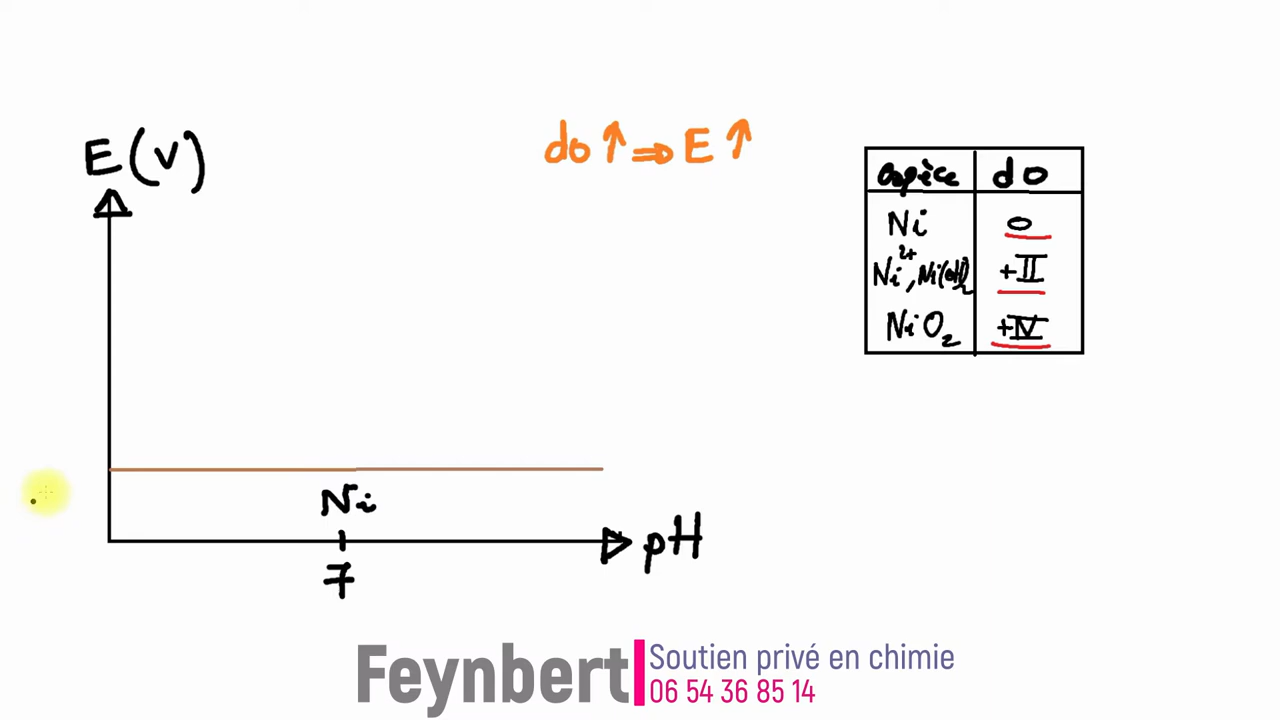 E(V)
do ↑ ⇒ E ↑
espèce do
Ni 0
Ni²⁺, Ni(OH)₂ +II
NiO₂ +IV
Ni
pH
7
Feynbert
Soutien privé en chimie
06 54 36 85 14